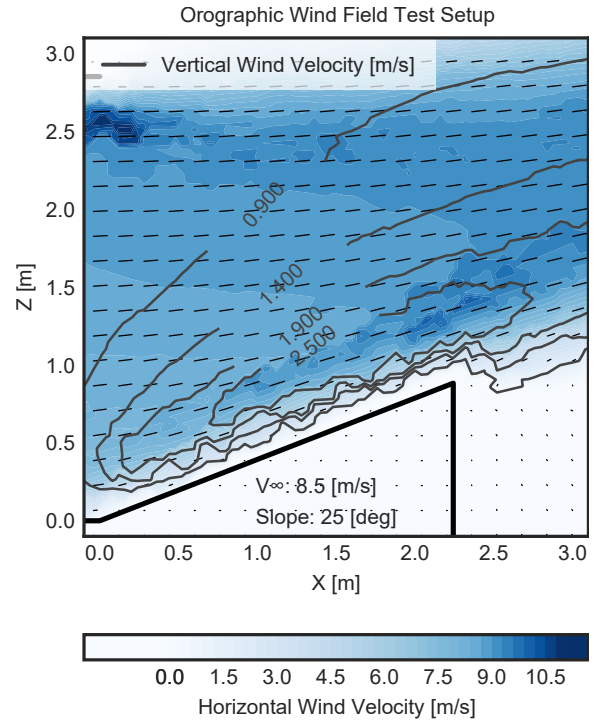 Orographic Wind Field Test Setup
Vertical Wind Velocity [m/s]
3.0
2.5
2.0
1.5
1.0
0.5
0.0
Z [m]
0.900
1.400
1.900
2.500
V∞: 8.5 [m/s]
Slope: 25 [deg]
0.0 0.5 1.0 1.5 2.0 2.5 3.0
X [m]
0.0 1.5 3.0 4.5 6.0 7.5 9.0 10.5
Horizontal Wind Velocity [m/s]